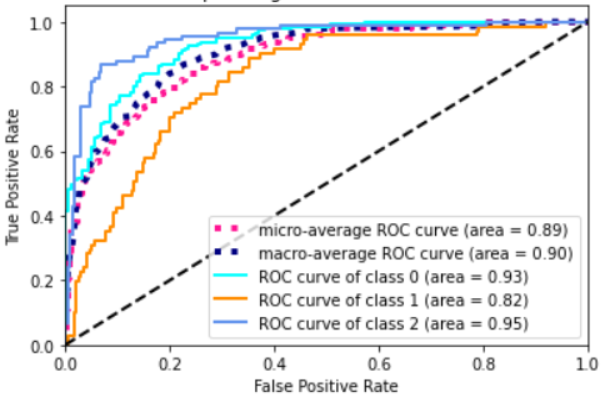 1.0
0.8
0.6
0.4
0.2
0.0
True Positive Rate
micro-average ROC curve (area = 0.89)
macro-average ROC curve (area = 0.90)
ROC curve of class 0 (area = 0.93)
ROC curve of class 1 (area = 0.82)
ROC curve of class 2 (area = 0.95)
0.0 0.2 0.4 0.6 0.8 1.0
False Positive Rate